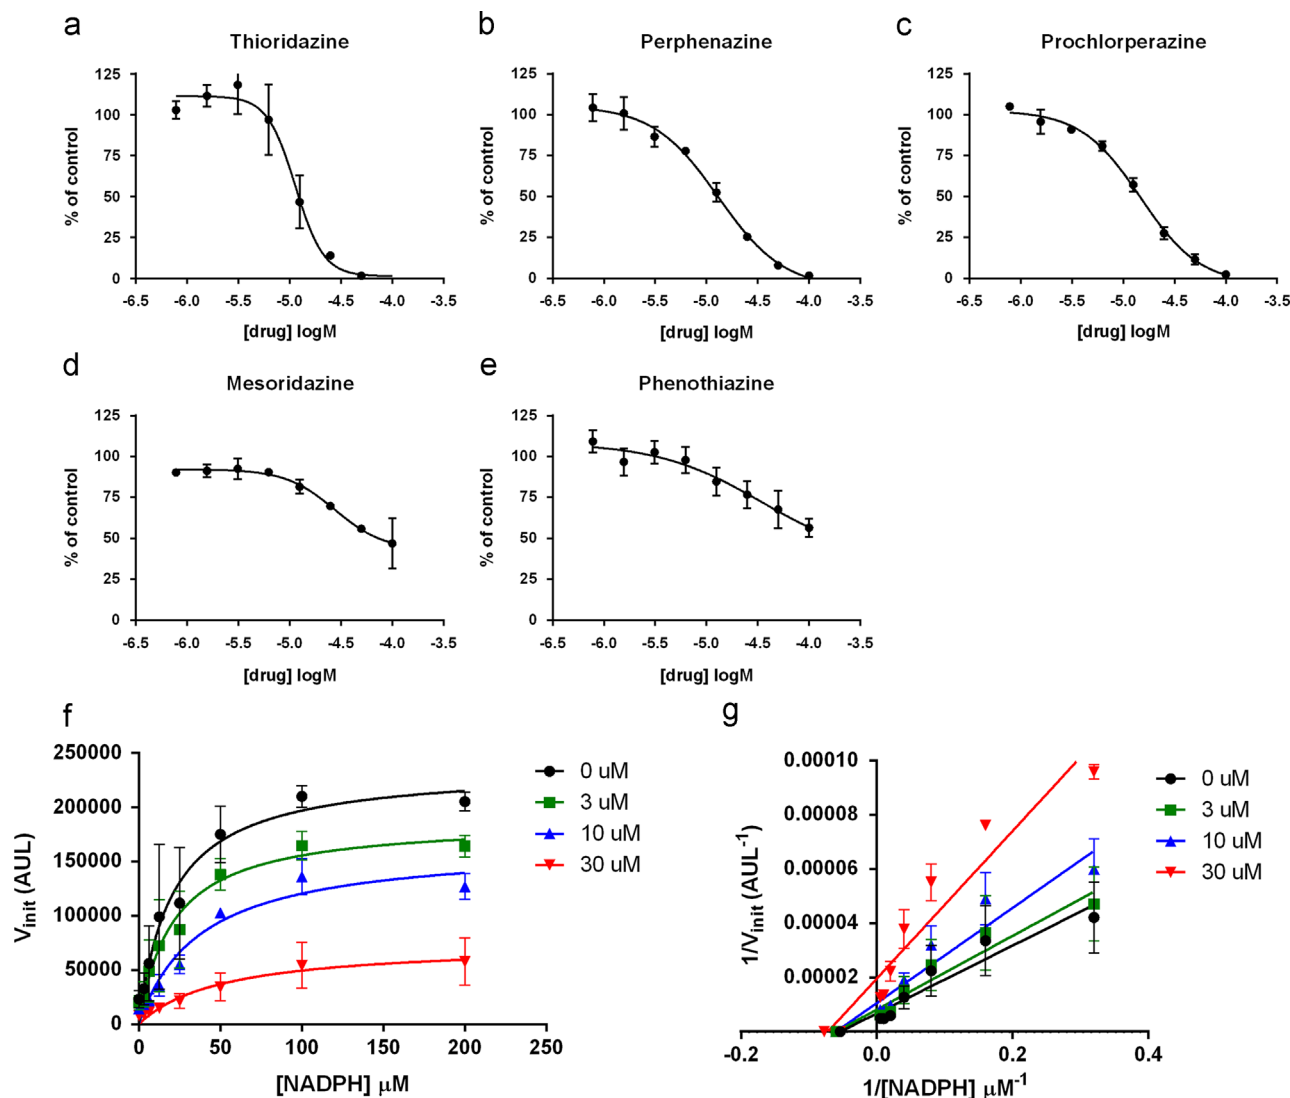 a
Thioridazine
% of control
125
100
75
50
25
0
-6.5 -6.0 -5.5 -5.0 -4.5 -4.0 -3.5
[drug] logM
b
Perphenazine
% of control
125
100
75
50
25
0
-6.5 -6.0 -5.5 -5.0 -4.5 -4.0 -3.5
[drug] logM
c
Prochlorperazine
% of control
125
100
75
50
25
0
-6.5 -6.0 -5.5 -5.0 -4.5 -4.0 -3.5
[drug] logM
d
Mesoridazine
% of control
125
100
75
50
25
0
-6.5 -6.0 -5.5 -5.0 -4.5 -4.0 -3.5
[drug] logM
e
Phenothiazine
% of control
125
100
75
50
25
0
-6.5 -6.0 -5.5 -5.0 -4.5 -4.0 -3.5
[drug] logM
f
V_init (AUL)
250000
200000
150000
100000
50000
0
0 50 100 150 200 250
[NADPH] μM
0 uM
3 uM
10 uM
30 uM
g
1/V_init (AUL⁻¹)
0.00010
0.00008
0.00006
0.00004
0.00002
-0.2 0.0 0.2 0.4
1/[NADPH] μM⁻¹
0 uM
3 uM
10 uM
30 uM